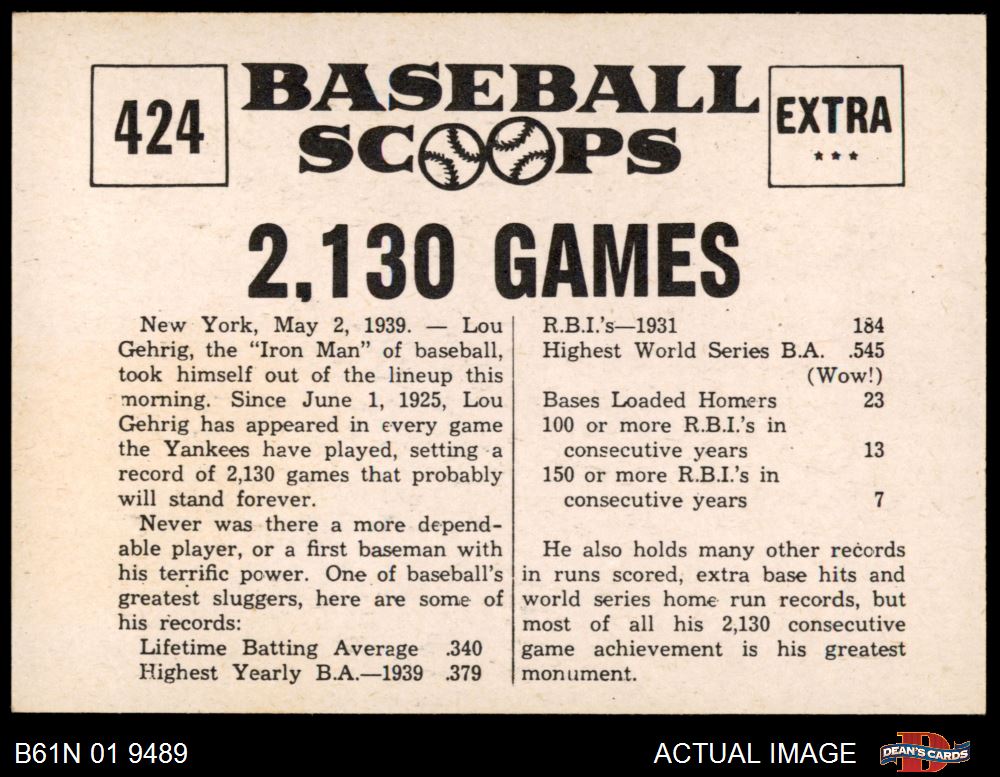 424
BASEBALL
SCOOPS
EXTRA
2,130 GAMES
New York, May 2, 1939. — Lou
Gehrig, the “Iron Man” of baseball,
took himself out of the lineup this
morning. Since June 1, 1925, Lou
Gehrig has appeared in every game
the Yankees have played, setting a
record of 2,130 games that probably
will stand forever.
Never was there a more depend-
able player, or a first baseman with
his terrific power. One of baseball's
greatest sluggers, here are some of
his records:
Lifetime Batting Average .340
Highest Yearly B.A.—1939 .379
R.B.I.'s—1931 184
Highest World Series B.A. .545
(Wow!)
Bases Loaded Homers 23
100 or more R.B.I.'s in
consecutive years 13
150 or more R.B.I.'s in
consecutive years 7
He also holds many other records
in runs scored, extra base hits and
world series home run records, but
most of all his 2,130 consecutive
game achievement is his greatest
monument.
B61N 01 9489
ACTUAL IMAGE
DEAN'S CARDS